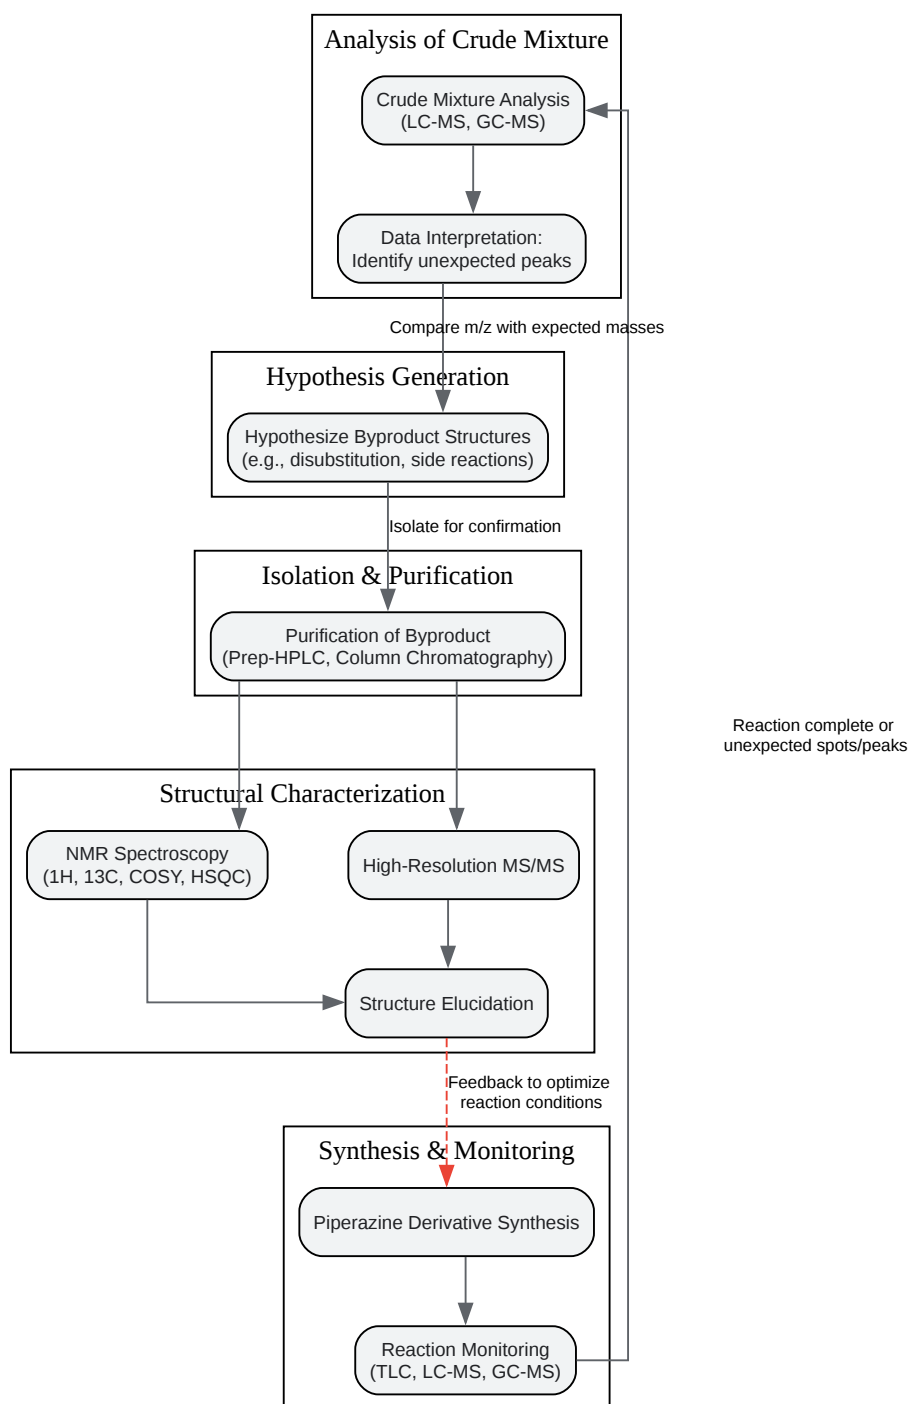 Analysis of Crude Mixture
Crude Mixture Analysis
(LC-MS, GC-MS)
Data Interpretation:
Identify unexpected peaks
Compare m/z with expected masses
Hypothesis Generation
Hypothesize Byproduct Structures
(e.g., disubstitution, side reactions)
Isolate for confirmation
Isolation & Purification
Purification of Byproduct
(Prep-HPLC, Column Chromatography)
Reaction complete or
unexpected spots/peaks
Structural Characterization
NMR Spectroscopy
(1H, 13C, COSY, HSQC)
High-Resolution MS/MS
Structure Elucidation
Feedback to optimize
reaction conditions
Synthesis & Monitoring
Piperazine Derivative Synthesis
Reaction Monitoring
(TLC, LC-MS, GC-MS)